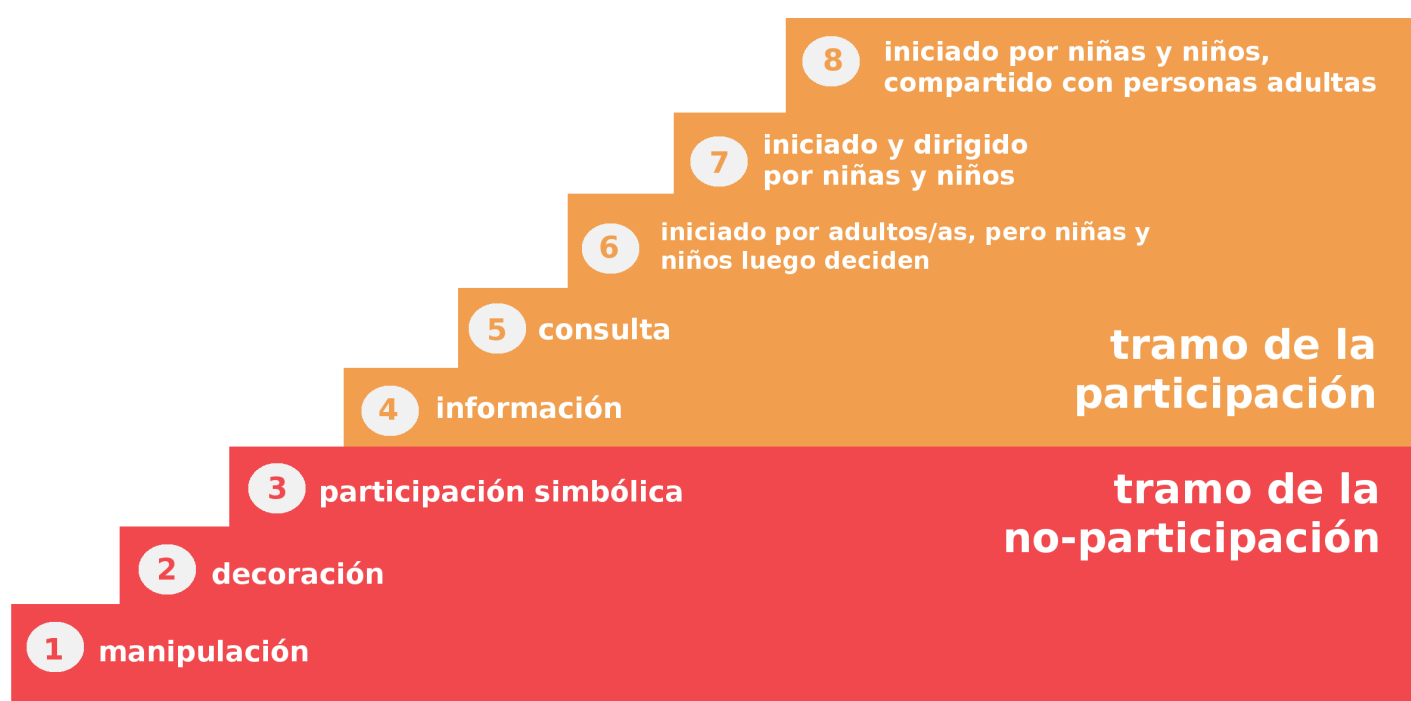 8
iniciado por niñas y niños,
compartido con personas adultas
7
iniciado y dirigido
por niñas y niños
6
iniciado por adultos/as, pero niñas y
niños luego deciden
5
consulta
tramo de la
participación
4
información
3
participación simbólica
tramo de la
no-participación
2
decoración
1
manipulación